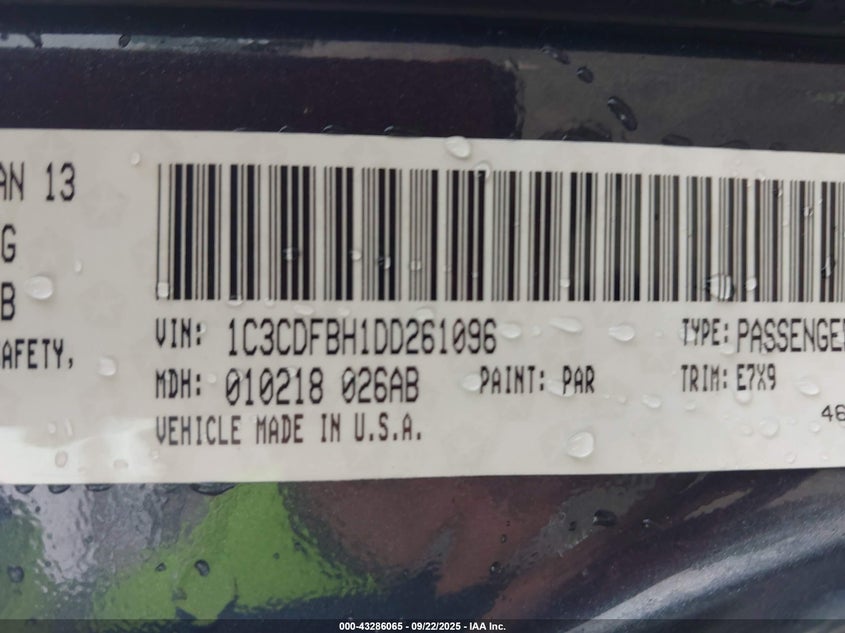 AN 13
G
B
AFETY,
VIN: 1C3CDFBH1DD261096 TYPE: PASSENGE
MDH: 010218 026AB PAINT: PAR TRIM: E7X9
VEHICLE MADE IN U.S.A. 46
000-43286065 - 09/22/2025 - IAA Inc.